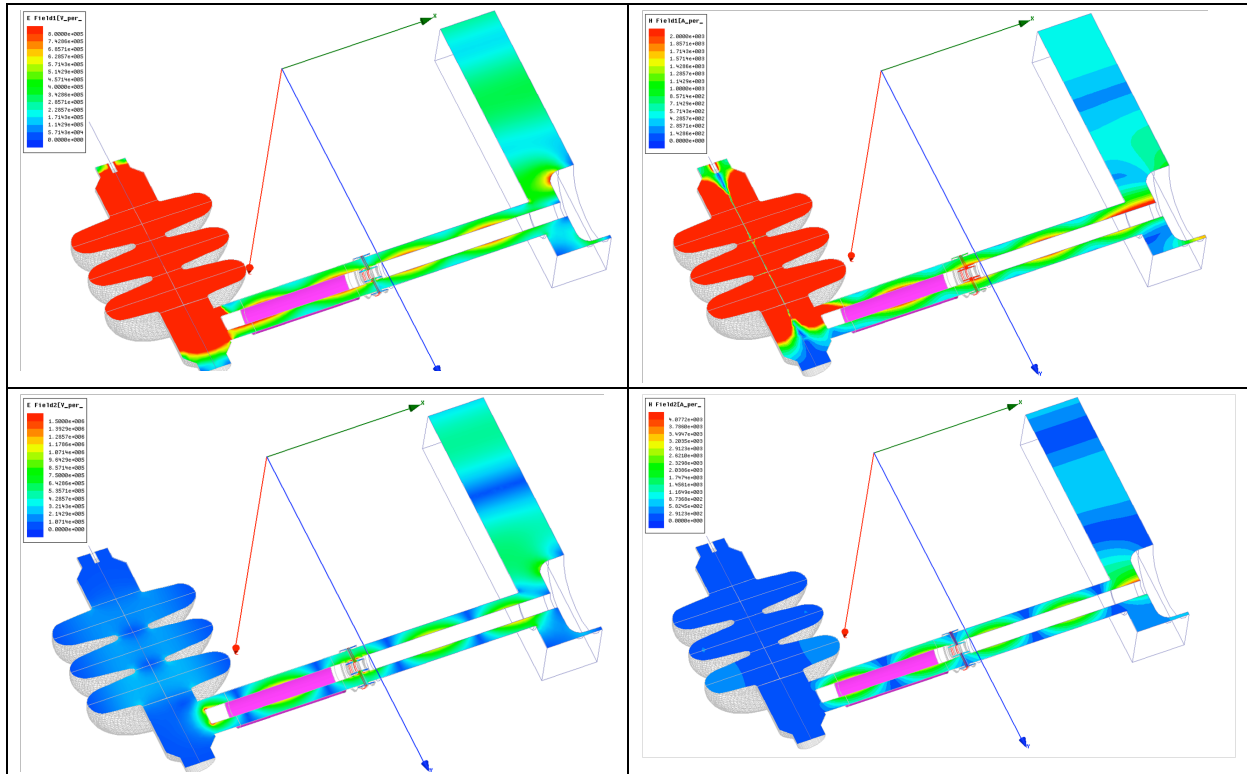 E Field1[V_per_
8.0000e+005
7.4286e+005
6.8571e+005
6.2857e+005
5.7143e+005
5.1429e+005
4.5714e+005
4.0000e+005
3.4286e+005
2.8571e+005
2.2857e+005
1.7143e+005
1.1429e+005
5.7143e+004
0.0000e+000
X
H Field1[A_per_
2.0000e+003
1.8571e+003
1.7143e+003
1.5714e+003
1.4286e+003
1.2857e+003
1.1429e+003
1.0000e+003
8.5714e+002
7.1429e+002
5.7143e+002
4.2857e+002
2.8571e+002
1.4286e+002
0.0000e+000
X
Y
E Field2[V_per_
1.5000e+006
1.3929e+006
1.2857e+006
1.1786e+006
1.0714e+006
9.6429e+005
8.5714e+005
7.5000e+005
6.4286e+005
5.3571e+005
4.2857e+005
3.2143e+005
2.1429e+005
1.0714e+005
0.0000e+000
X
Y
H Field2[A_per_
4.0772e+003
3.7860e+003
3.4947e+003
3.2035e+003
2.9123e+003
2.6210e+003
2.3298e+003
2.0386e+003
1.7474e+003
1.4561e+003
1.1649e+003
8.7368e+002
5.8245e+002
2.9123e+002
0.0000e+000
X
Y